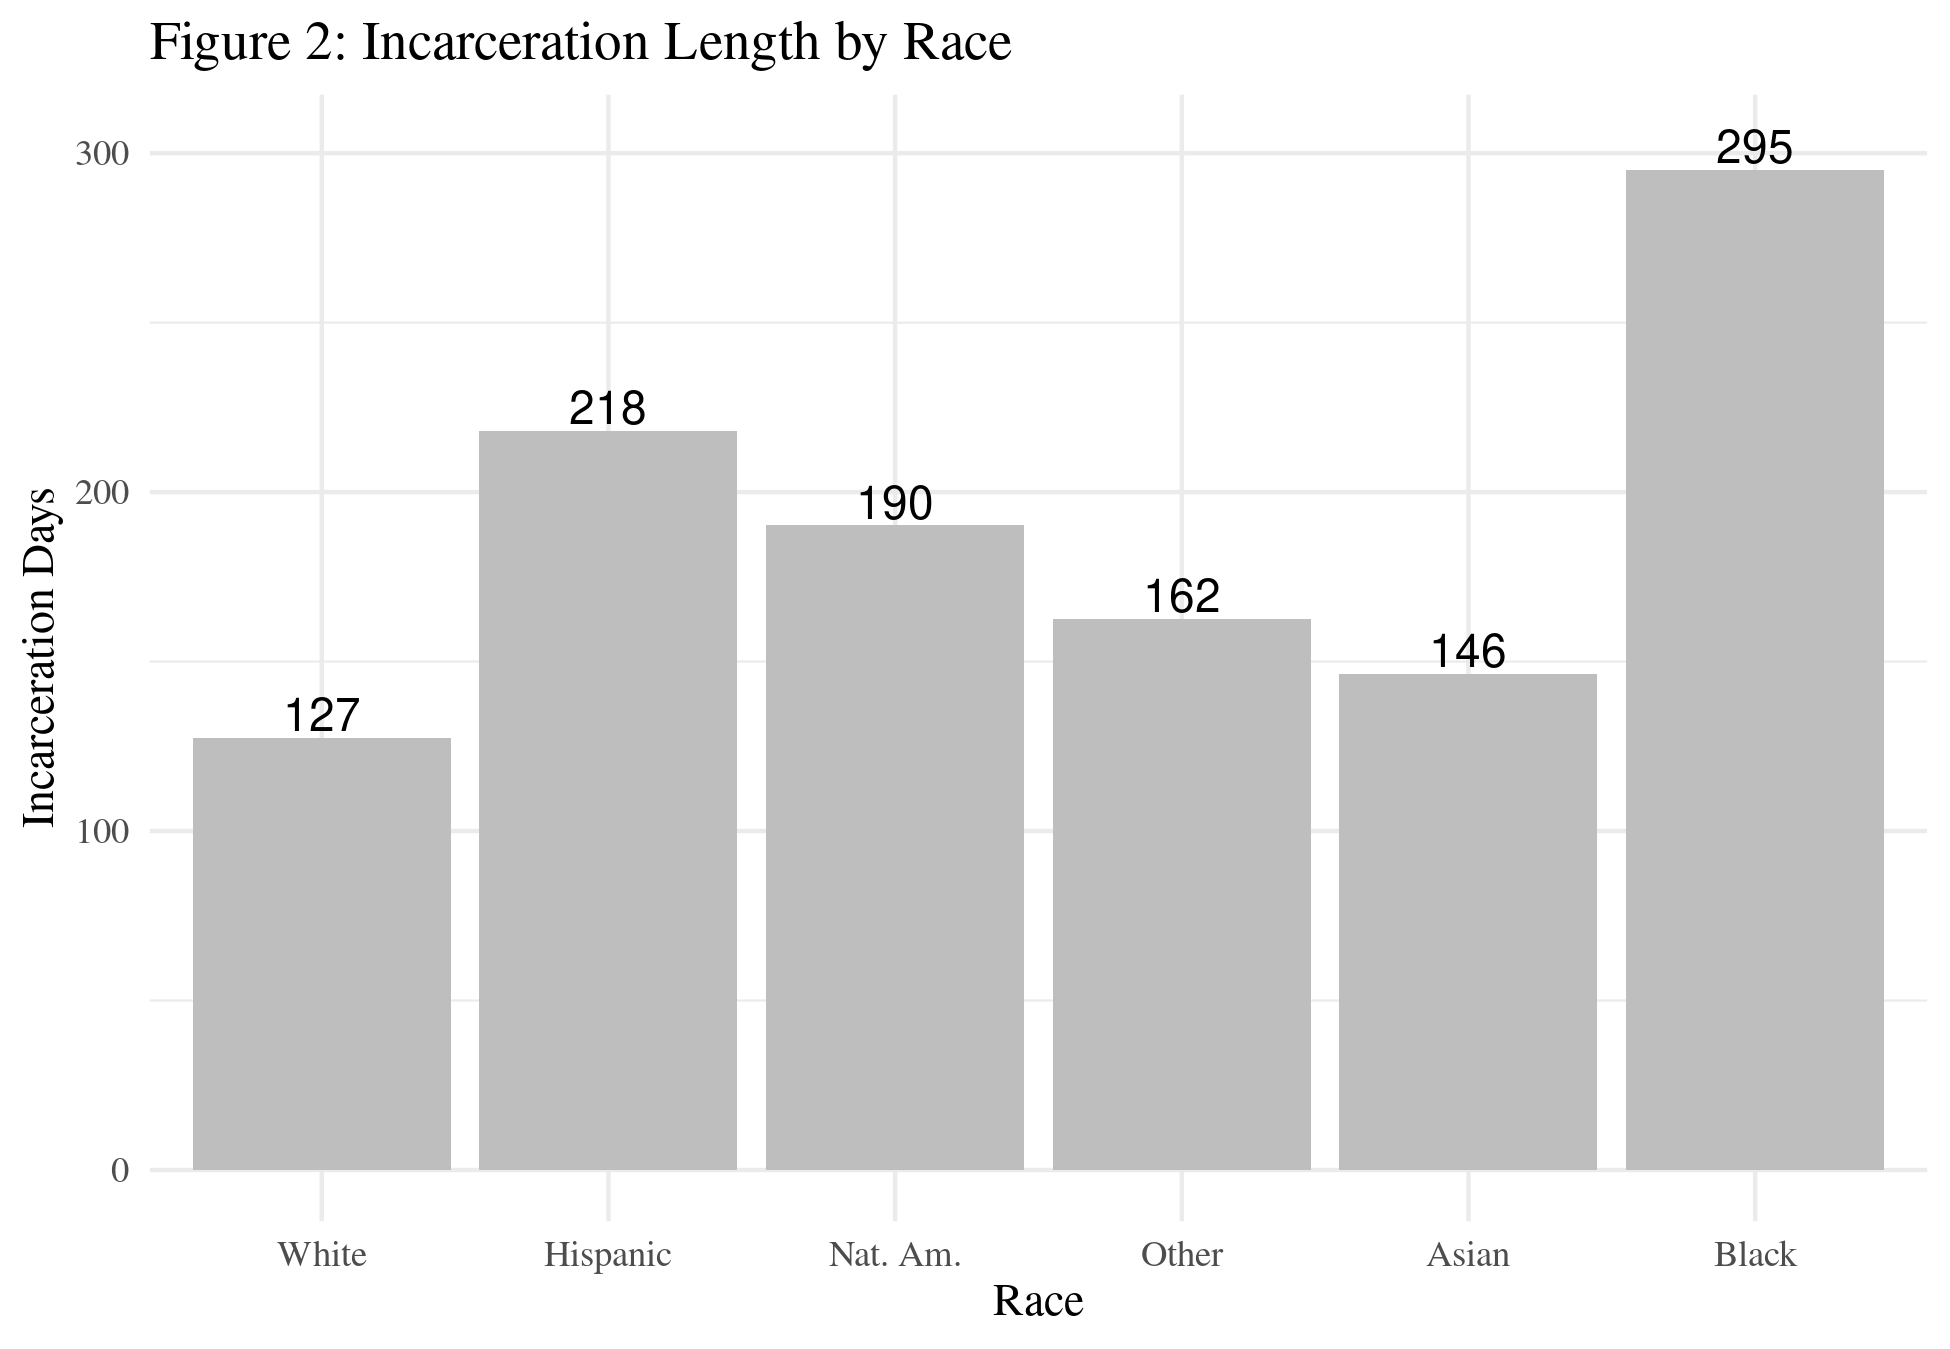 Figure 2: Incarceration Length by Race
Incarceration Days
300
200
100
0
127
218
190
162
146
295
White Hispanic Nat. Am. Other Asian Black
Race